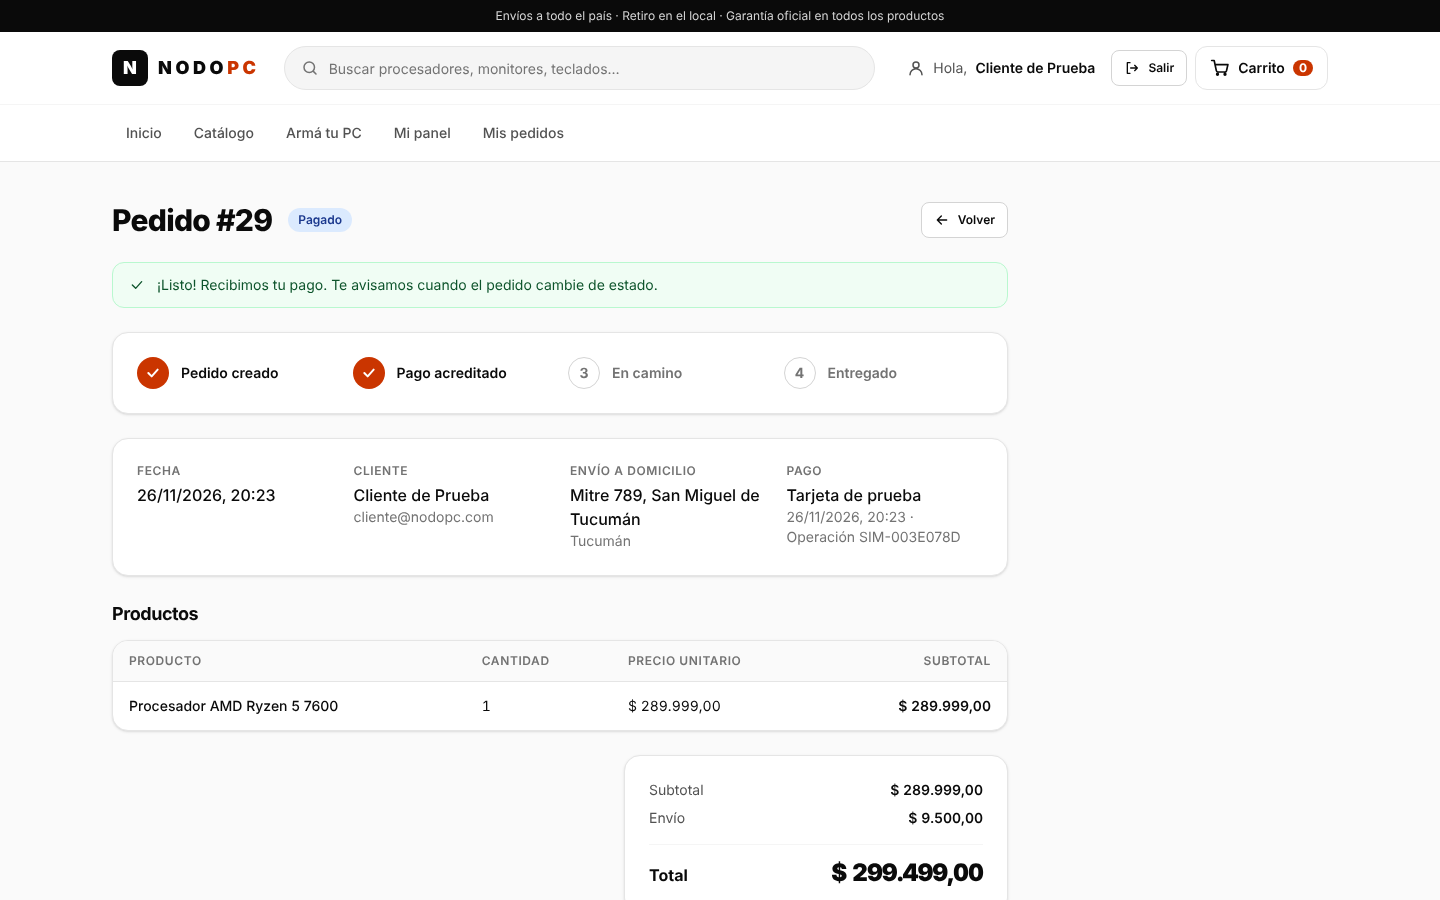 Envíos a todo el país · Retiro en el local · Garantía oficial en todos los productos
N NODOPC
Buscar procesadores, monitores, teclados...
Hola, Cliente de Prueba
Salir
Carrito 0
Inicio Catálogo Armá tu PC Mi panel Mis pedidos
Pedido #29 Pagado
Volver
¡Listo! Recibimos tu pago. Te avisamos cuando el pedido cambie de estado.
Pedido creado
Pago acreditado
3 En camino
4 Entregado
FECHA
26/11/2026, 20:23
CLIENTE
Cliente de Prueba
cliente@nodopc.com
ENVÍO A DOMICILIO
Mitre 789, San Miguel de
Tucumán
Tucumán
PAGO
Tarjeta de prueba
26/11/2026, 20:23 ·
Operación SIM-003E078D
Productos
PRODUCTO CANTIDAD PRECIO UNITARIO SUBTOTAL
Procesador AMD Ryzen 5 7600 1 $ 289.999,00 $ 289.999,00
Subtotal $ 289.999,00
Envío $ 9.500,00
Total $ 299.499,00